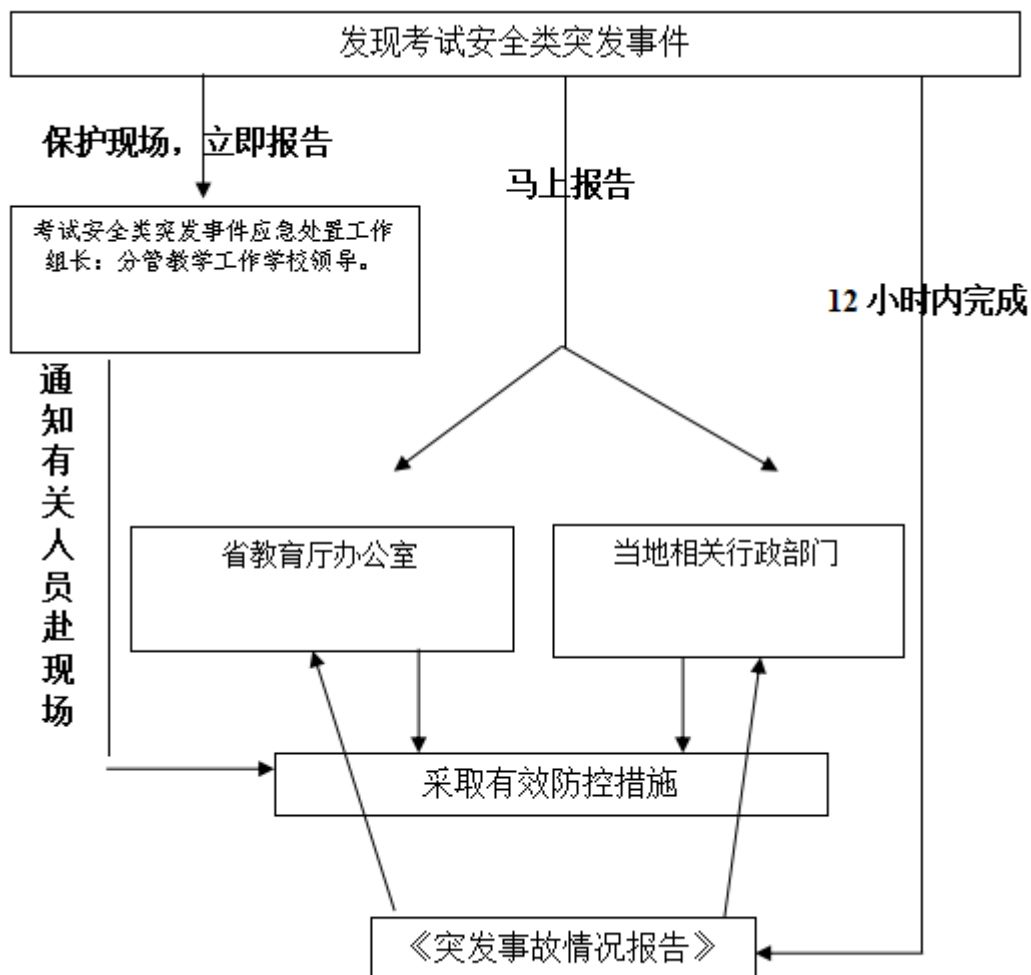 发现考试安全类突发事件
保护现场，立即报告
马上报告
考试安全类突发事件应急处置工作
组长：分管教学工作学校领导。
12 小时内完成
通
知
有
关
人
员
赴
现
场
省教育厅办公室
当地相关行政部门
采取有效防控措施
《突发事故情况报告》